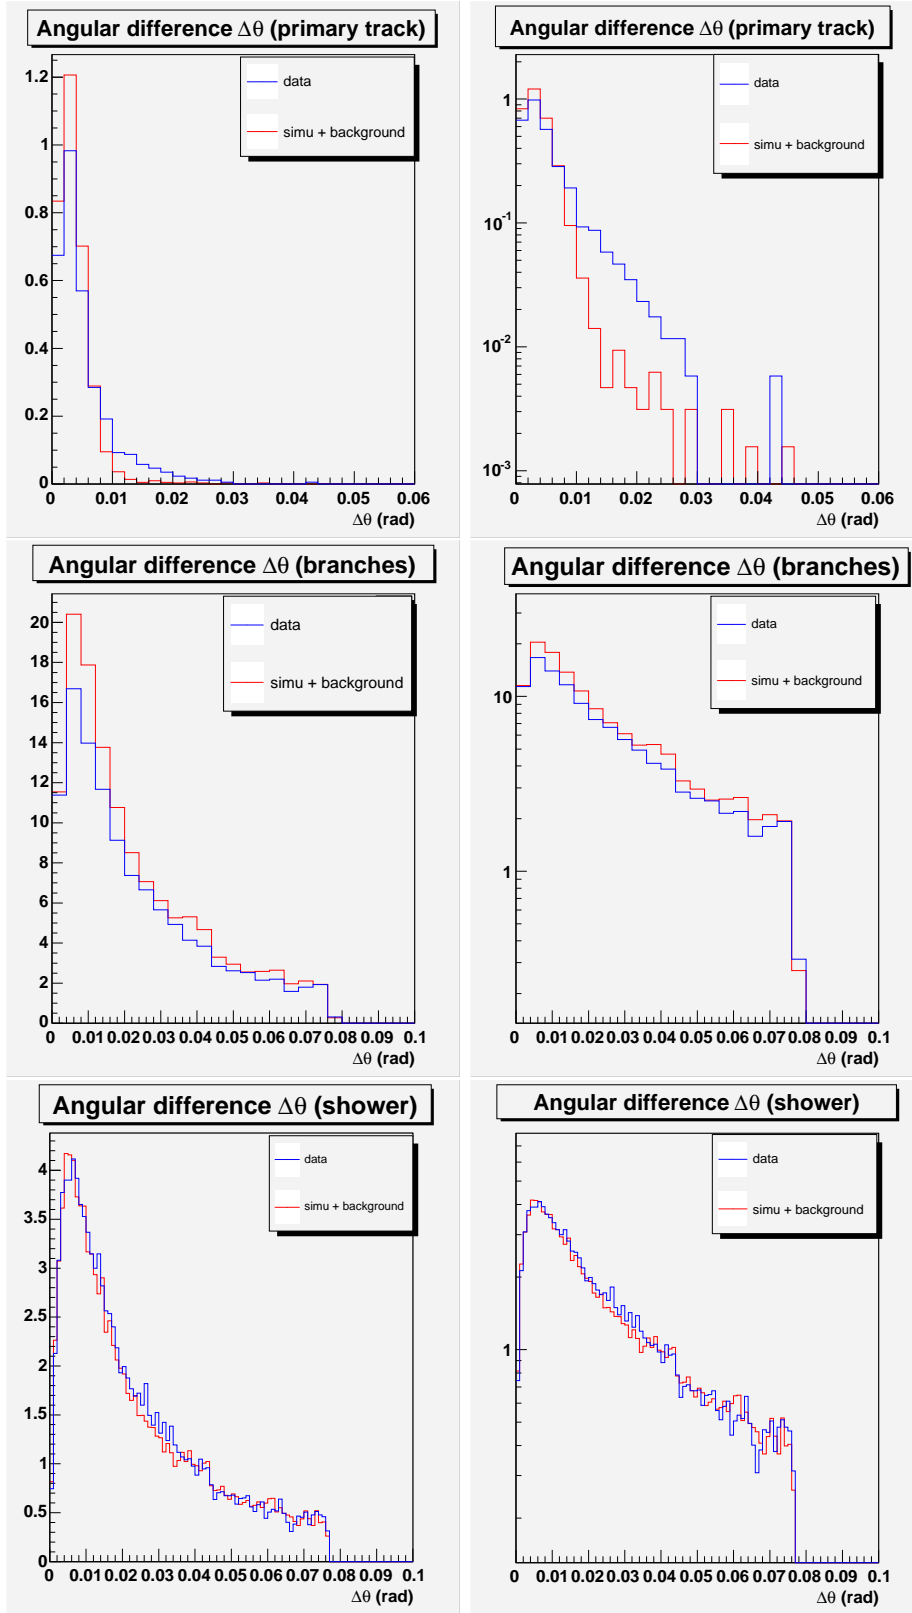 Angular difference Δθ (primary track)
data
simu + background
1.2
1
0.8
0.6
0.4
0.2
0
0 0.01 0.02 0.03 0.04 0.05 0.06
Δθ (rad)
Angular difference Δθ (primary track)
data
simu + background
1
10-1
10-2
10-3
0 0.01 0.02 0.03 0.04 0.05 0.06
Δθ (rad)
Angular difference Δθ (branches)
data
simu + background
20
18
16
14
12
10
8
6
4
2
0
0 0.01 0.02 0.03 0.04 0.05 0.06 0.07 0.08 0.09 0.1
Δθ (rad)
Angular difference Δθ (branches)
data
simu + background
10
1
0 0.01 0.02 0.03 0.04 0.05 0.06 0.07 0.08 0.09 0.1
Δθ (rad)
Angular difference Δθ (shower)
data
simu + background
4
3.5
3
2.5
2
1.5
1
0.5
0
0 0.01 0.02 0.03 0.04 0.05 0.06 0.07 0.08 0.09 0.1
Δθ (rad)
Angular difference Δθ (shower)
data
simu + background
1
0 0.01 0.02 0.03 0.04 0.05 0.06 0.07 0.08 0.09 0.1
Δθ (rad)